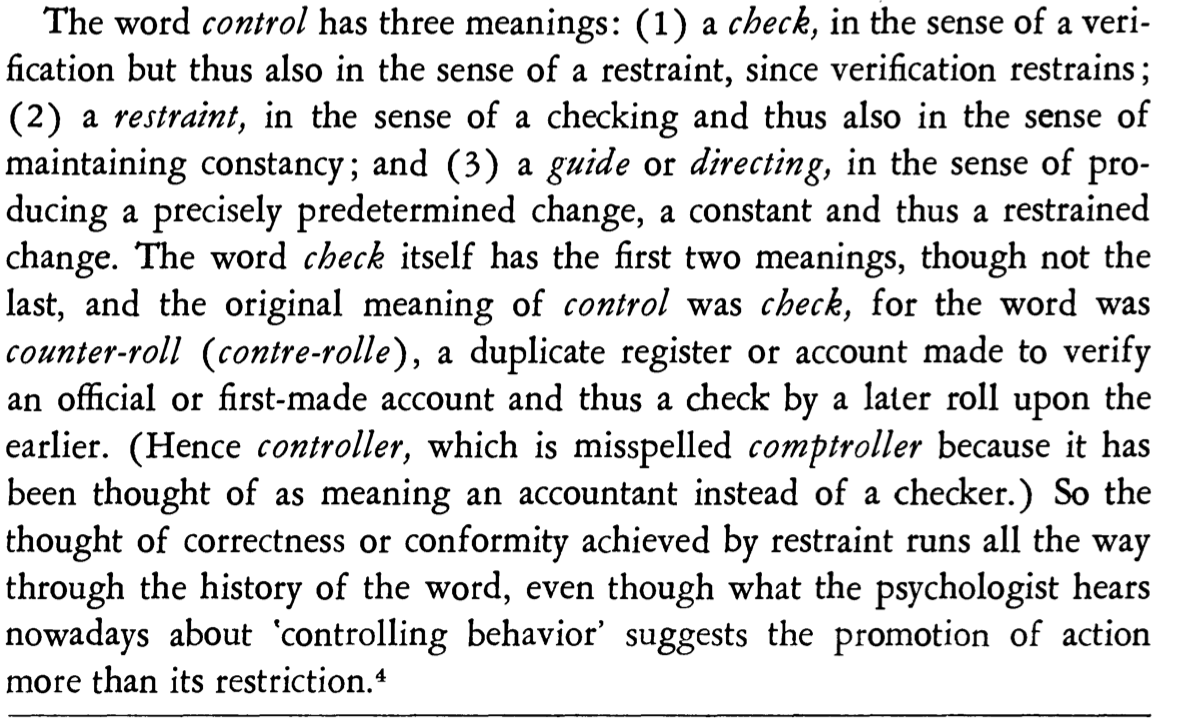 The word control has three meanings: (1) a check, in the sense of a veri-
fication but thus also in the sense of a restraint, since verification restrains;
(2) a restraint, in the sense of a checking and thus also in the sense of
maintaining constancy; and (3) a guide or directing, in the sense of pro-
ducing a precisely predetermined change, a constant and thus a restrained
change. The word check itself has the first two meanings, though not the
last, and the original meaning of control was check, for the word was
counter-roll (contre-rolle), a duplicate register or account made to verify
an official or first-made account and thus a check by a later roll upon the
earlier. (Hence controller, which is misspelled comptroller because it has
been thought of as meaning an accountant instead of a checker.) So the
thought of correctness or conformity achieved by restraint runs all the way
through the history of the word, even though what the psychologist hears
nowadays about 'controlling behavior' suggests the promotion of action
more than its restriction.⁴